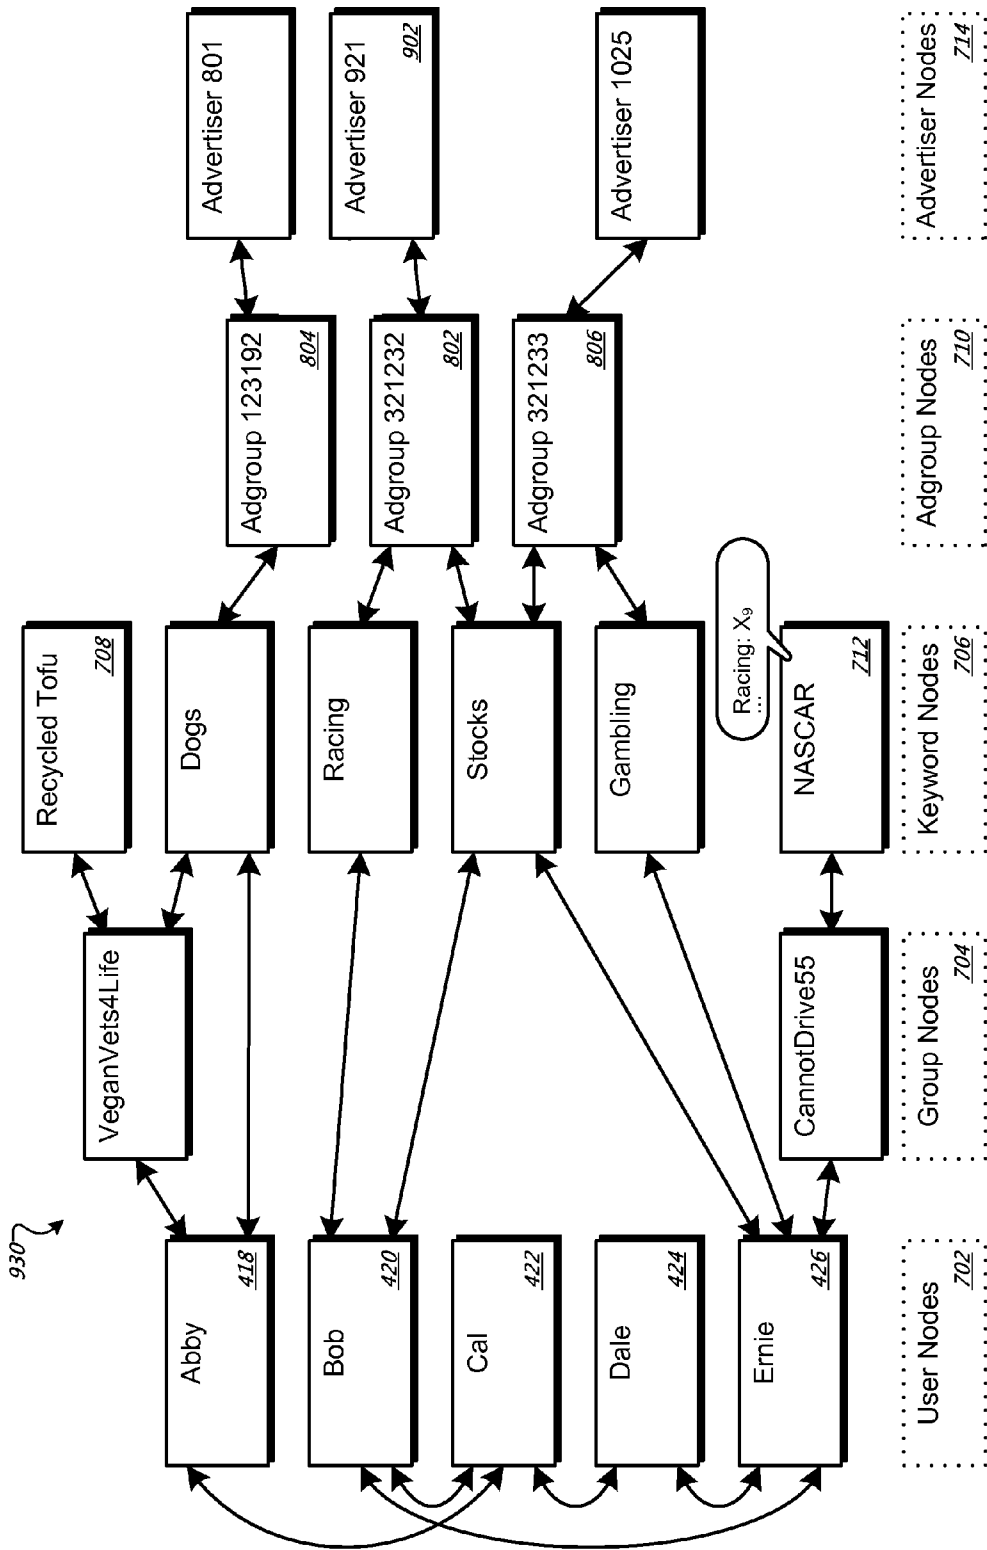 930
Abby
418
Bob
420
Cal
422
Dale
424
Ernie
426
User Nodes
702
VeganVets4Life
CannotDrive55
Group Nodes
704
Recycled Tofu
708
Dogs
Racing
Stocks
Gambling
Racing: X₉
...
NASCAR
712
Keyword Nodes
706
Adgroup 123192
804
Adgroup 321232
802
Adgroup 321233
806
Adgroup Nodes
710
Advertiser 801
Advertiser 921
902
Advertiser 1025
Advertiser Nodes
714